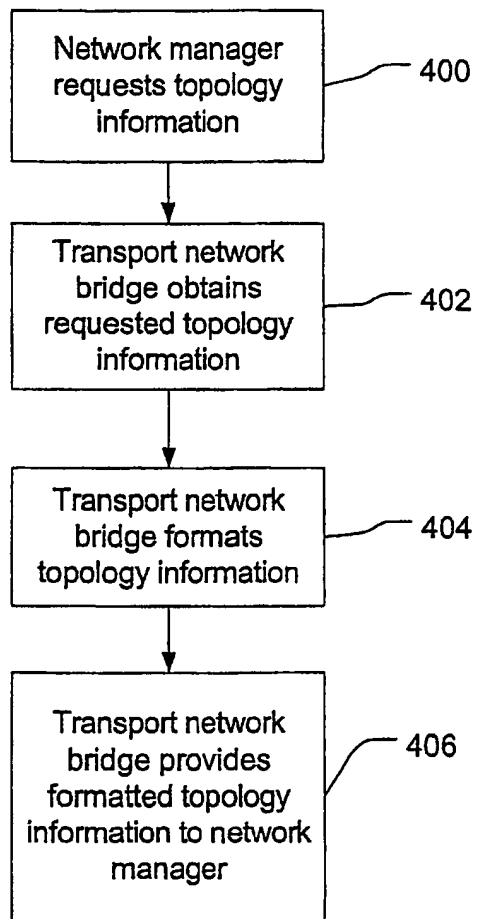 Network manager
requests topology
information
400
Transport network
bridge obtains
requested topology
information
402
Transport network
bridge formats
topology information
404
Transport network
bridge provides
formatted topology
information to network
manager
406